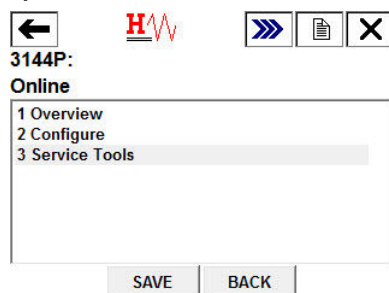 H
3144P:
Online
1 Overview
2 Configure
3 Service Tools
SAVE BACK